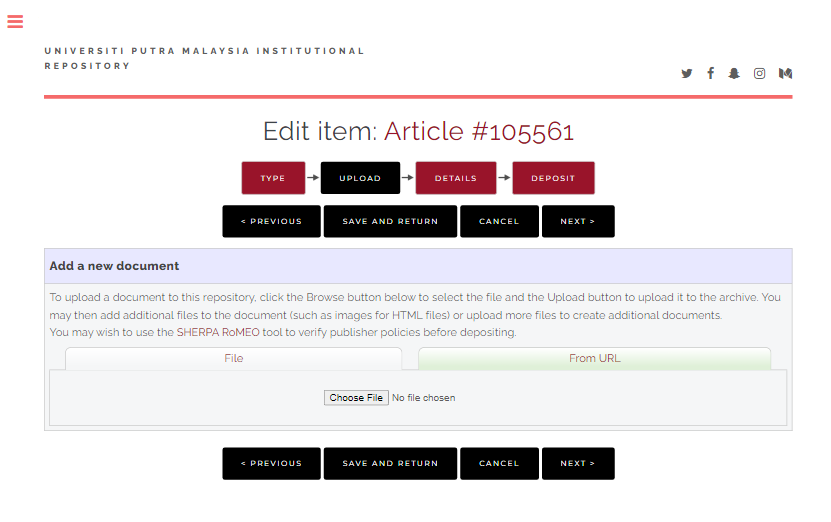 UNIVERSITI PUTRA MALAYSIA INSTITUTIONAL
REPOSITORY
Edit item: Article #105561
TYPE
UPLOAD
DETAILS
DEPOSIT
< PREVIOUS
SAVE AND RETURN
CANCEL
NEXT >
Add a new document
To upload a document to this repository, click the Browse button below to select the file and the Upload button to upload it to the archive. You
may then add additional files to the document (such as images for HTML files) or upload more files to create additional documents.
You may wish to use the SHERPA RoMEO tool to verify publisher policies before depositing.
File
From URL
Choose File No file chosen
< PREVIOUS
SAVE AND RETURN
CANCEL
NEXT >